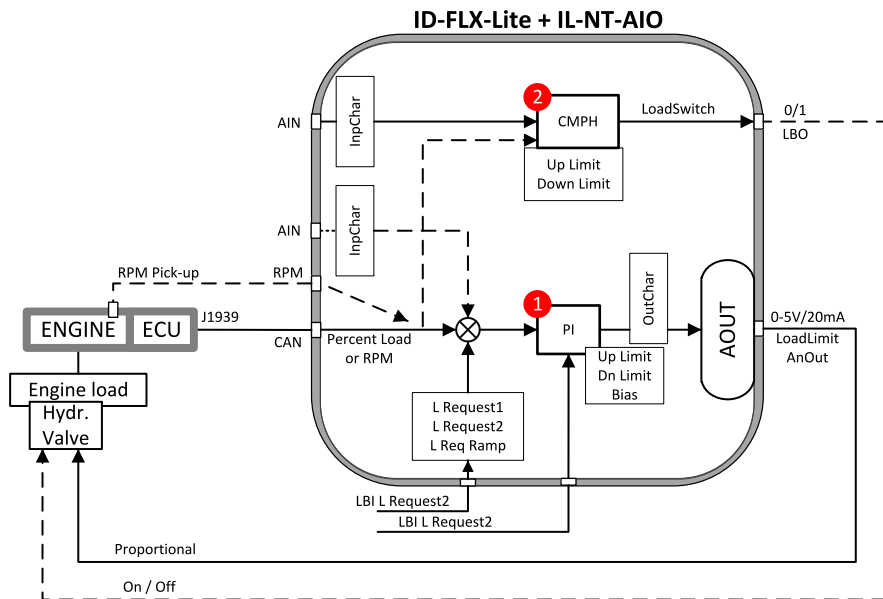 ID-FLX-Lite + IL-NT-AIO
AIN
InpChar
2
CMPH
LoadSwitch
0/1
LBO
Up Limit
Down Limit
AIN
InpChar
RPM Pick-up
RPM
ENGINE
ECU
J1939
CAN
Percent Load
or RPM
1
PI
OutChar
AOUT
0-5V/20mA
LoadLimit
AnOut
Up Limit
Dn Limit
Bias
Engine load
Hydr.
Valve
L Request1
L Request2
L Req Ramp
LBI L Request2
LBI L Request2
Proportional
On / Off